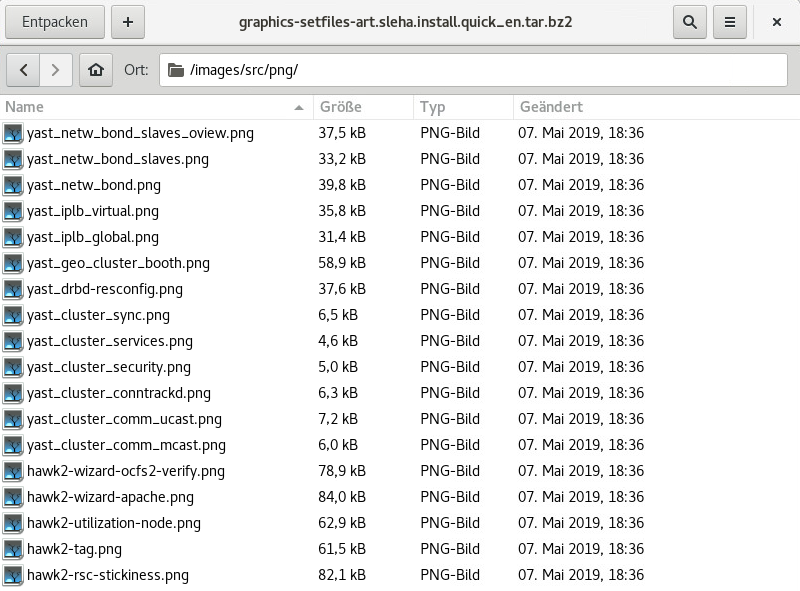 Entpacken
graphics-setfiles-art.sleha.install.quick_en.tar.bz2
Ort: /images/src/png/
Name Größe Typ Geändert
yast_netw_bond_slaves_oview.png 37,5 kB PNG-Bild 07. Mai 2019, 18:36
yast_netw_bond_slaves.png 33,2 kB PNG-Bild 07. Mai 2019, 18:36
yast_netw_bond.png 39,8 kB PNG-Bild 07. Mai 2019, 18:36
yast_iplb_virtual.png 35,8 kB PNG-Bild 07. Mai 2019, 18:36
yast_iplb_global.png 31,4 kB PNG-Bild 07. Mai 2019, 18:36
yast_geo_cluster_booth.png 58,9 kB PNG-Bild 07. Mai 2019, 18:36
yast_drbd-resconfig.png 37,6 kB PNG-Bild 07. Mai 2019, 18:36
yast_cluster_sync.png 6,5 kB PNG-Bild 07. Mai 2019, 18:36
yast_cluster_services.png 4,6 kB PNG-Bild 07. Mai 2019, 18:36
yast_cluster_security.png 5,0 kB PNG-Bild 07. Mai 2019, 18:36
yast_cluster_conntrackd.png 6,3 kB PNG-Bild 07. Mai 2019, 18:36
yast_cluster_comm_ucast.png 7,2 kB PNG-Bild 07. Mai 2019, 18:36
yast_cluster_comm_mcast.png 6,0 kB PNG-Bild 07. Mai 2019, 18:36
hawk2-wizard-ocfs2-verify.png 78,9 kB PNG-Bild 07. Mai 2019, 18:36
hawk2-wizard-apache.png 84,0 kB PNG-Bild 07. Mai 2019, 18:36
hawk2-utilization-node.png 62,9 kB PNG-Bild 07. Mai 2019, 18:36
hawk2-tag.png 61,5 kB PNG-Bild 07. Mai 2019, 18:36
hawk2-rsc-stickiness.png 82,1 kB PNG-Bild 07. Mai 2019, 18:36